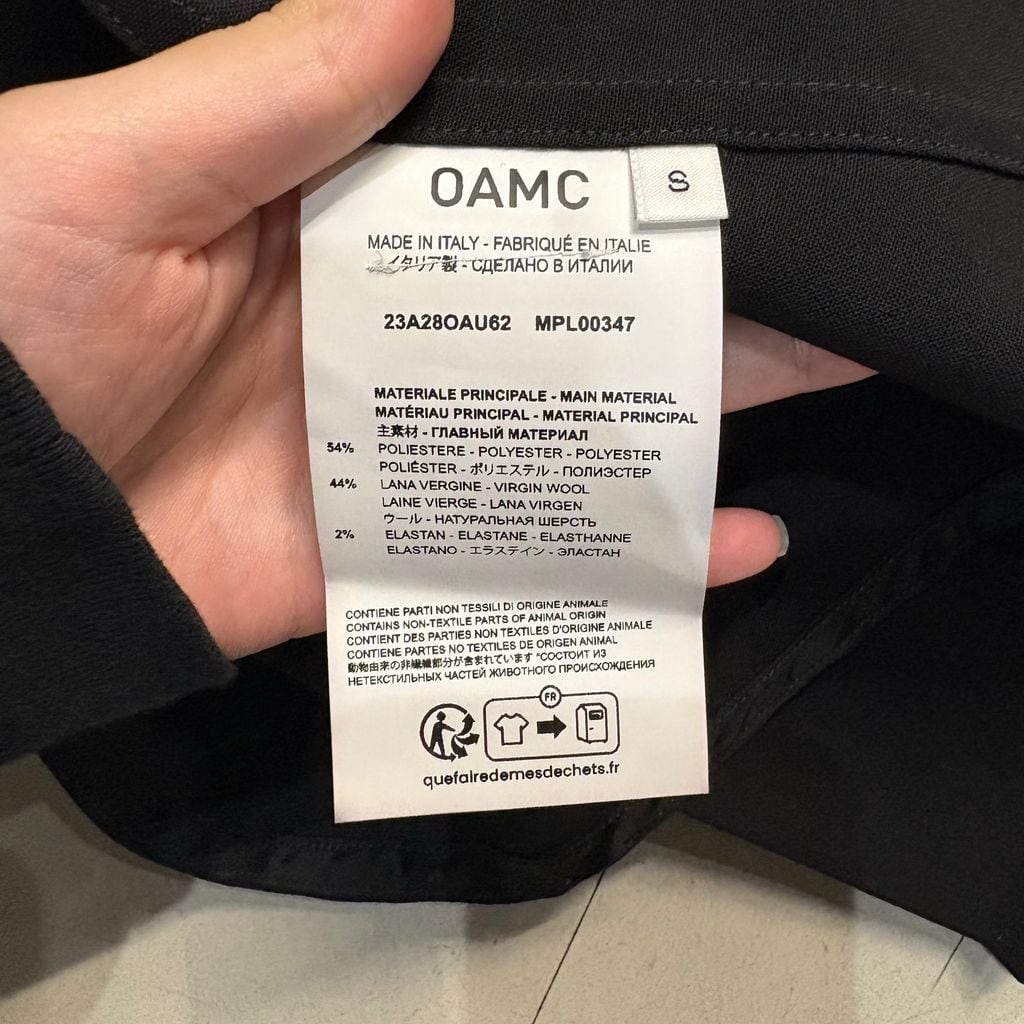 OAMC
S
MADE IN ITALY - FABRIQUÉ EN ITALIE
イタリア製 - СДЕЛАНО В ИТАЛИИ
23A28OAU62 MPL00347
MATERIALE PRINCIPALE - MAIN MATERIAL
MATÉRIAU PRINCIPAL - MATERIAL PRINCIPAL
主素材 - ГЛАВНЫЙ МАТЕРИАЛ
54% POLIESTERE - POLYESTER - POLYESTER
POLIÉSTER - ポリエステル - ПОЛИЭСТЕР
44% LANA VERGINE - VIRGIN WOOL
LAINE VIERGE - LANA VIRGEN
ウール - НАТУРАЛЬНАЯ ШЕРСТЬ
2% ELASTAN - ELASTANE - ELASTHANNE
ELASTANO - エラステイン - ЭЛАСТАН
CONTIENE PARTI NON TESSILI DI ORIGINE ANIMALE
CONTAINS NON-TEXTILE PARTS OF ANIMAL ORIGIN
CONTIENT DES PARTIES NON TEXTILES D'ORIGINE ANIMALE
CONTIENE PARTES NO TEXTILES DE ORIGEN ANIMAL
動物由来の非繊維部分が含まれています "СОСТОИТ ИЗ
НЕТЕКСТИЛЬНЫХ ЧАСТЕЙ ЖИВОТНОГО ПРОИСХОЖДЕНИЯ
FR
quefairedemesdechets.fr